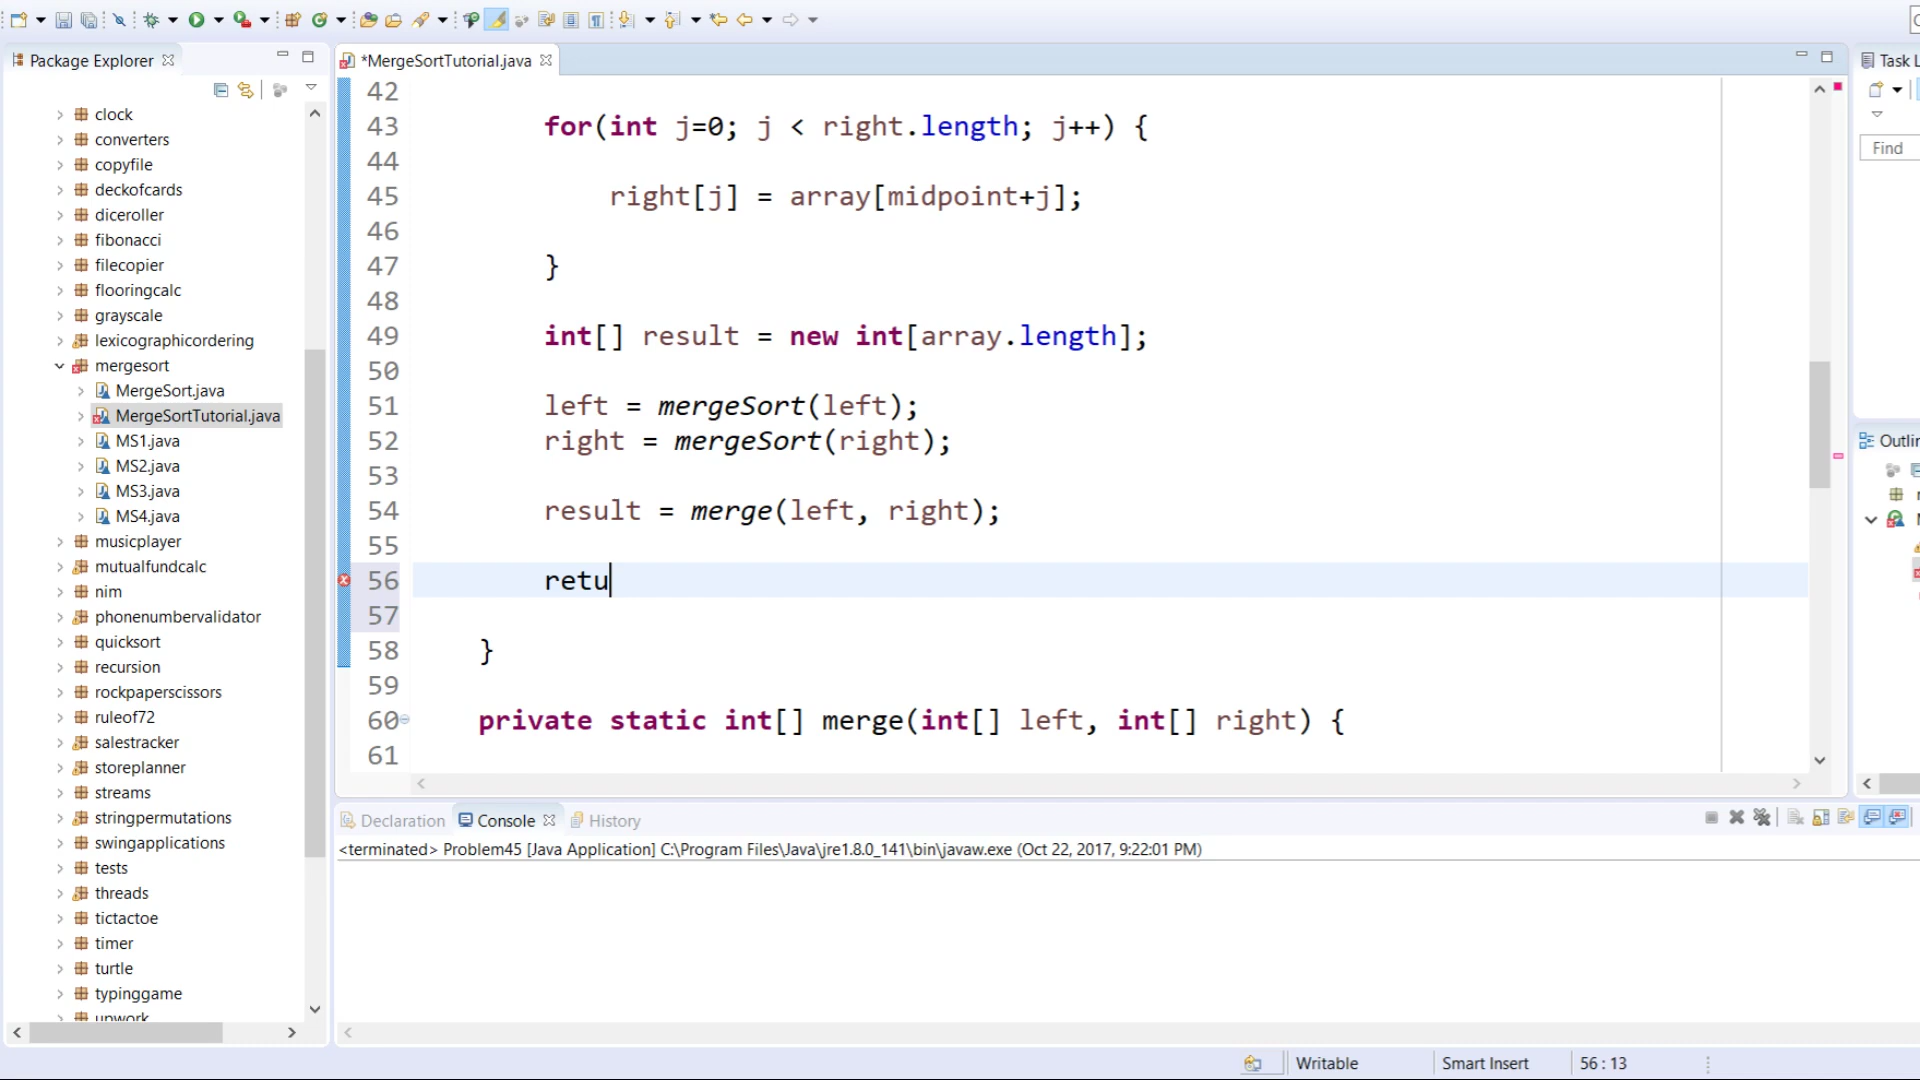 Package Explorer
clock
converters
copyfile
deckofcards
diceroller
fibonacci
filecopier
flooringcalc
grayscale
lexicographicordering
mergesort
MergeSort.java
MergeSortTutorial.java
MS1.java
MS2.java
MS3.java
MS4.java
musicplayer
mutualfundcalc
nim
phonenumbervalidator
quicksort
recursion
rockpaperscissors
ruleof72
salestracker
storeplanner
streams
stringpermutations
swingapplications
tests
threads
tictactoe
timer
turtle
typinggame
upwork
*MergeSortTutorial.java
42
43 for(int j=0; j < right.length; j++) {
44
45 right[j] = array[midpoint+j];
46
47 }
48
49 int[] result = new int[array.length];
50
51 left = mergeSort(left);
52 right = mergeSort(right);
53
54 result = merge(left, right);
55
56 retu
57
58 }
59
60 private static int[] merge(int[] left, int[] right) {
61
Declaration Console History
<terminated> Problem45 [Java Application] C:\Program Files\Java\jre1.8.0_141\bin\javaw.exe (Oct 22, 2017, 9:22:01 PM)
Task L
Find
Outlin
Writable Smart Insert 56 : 13